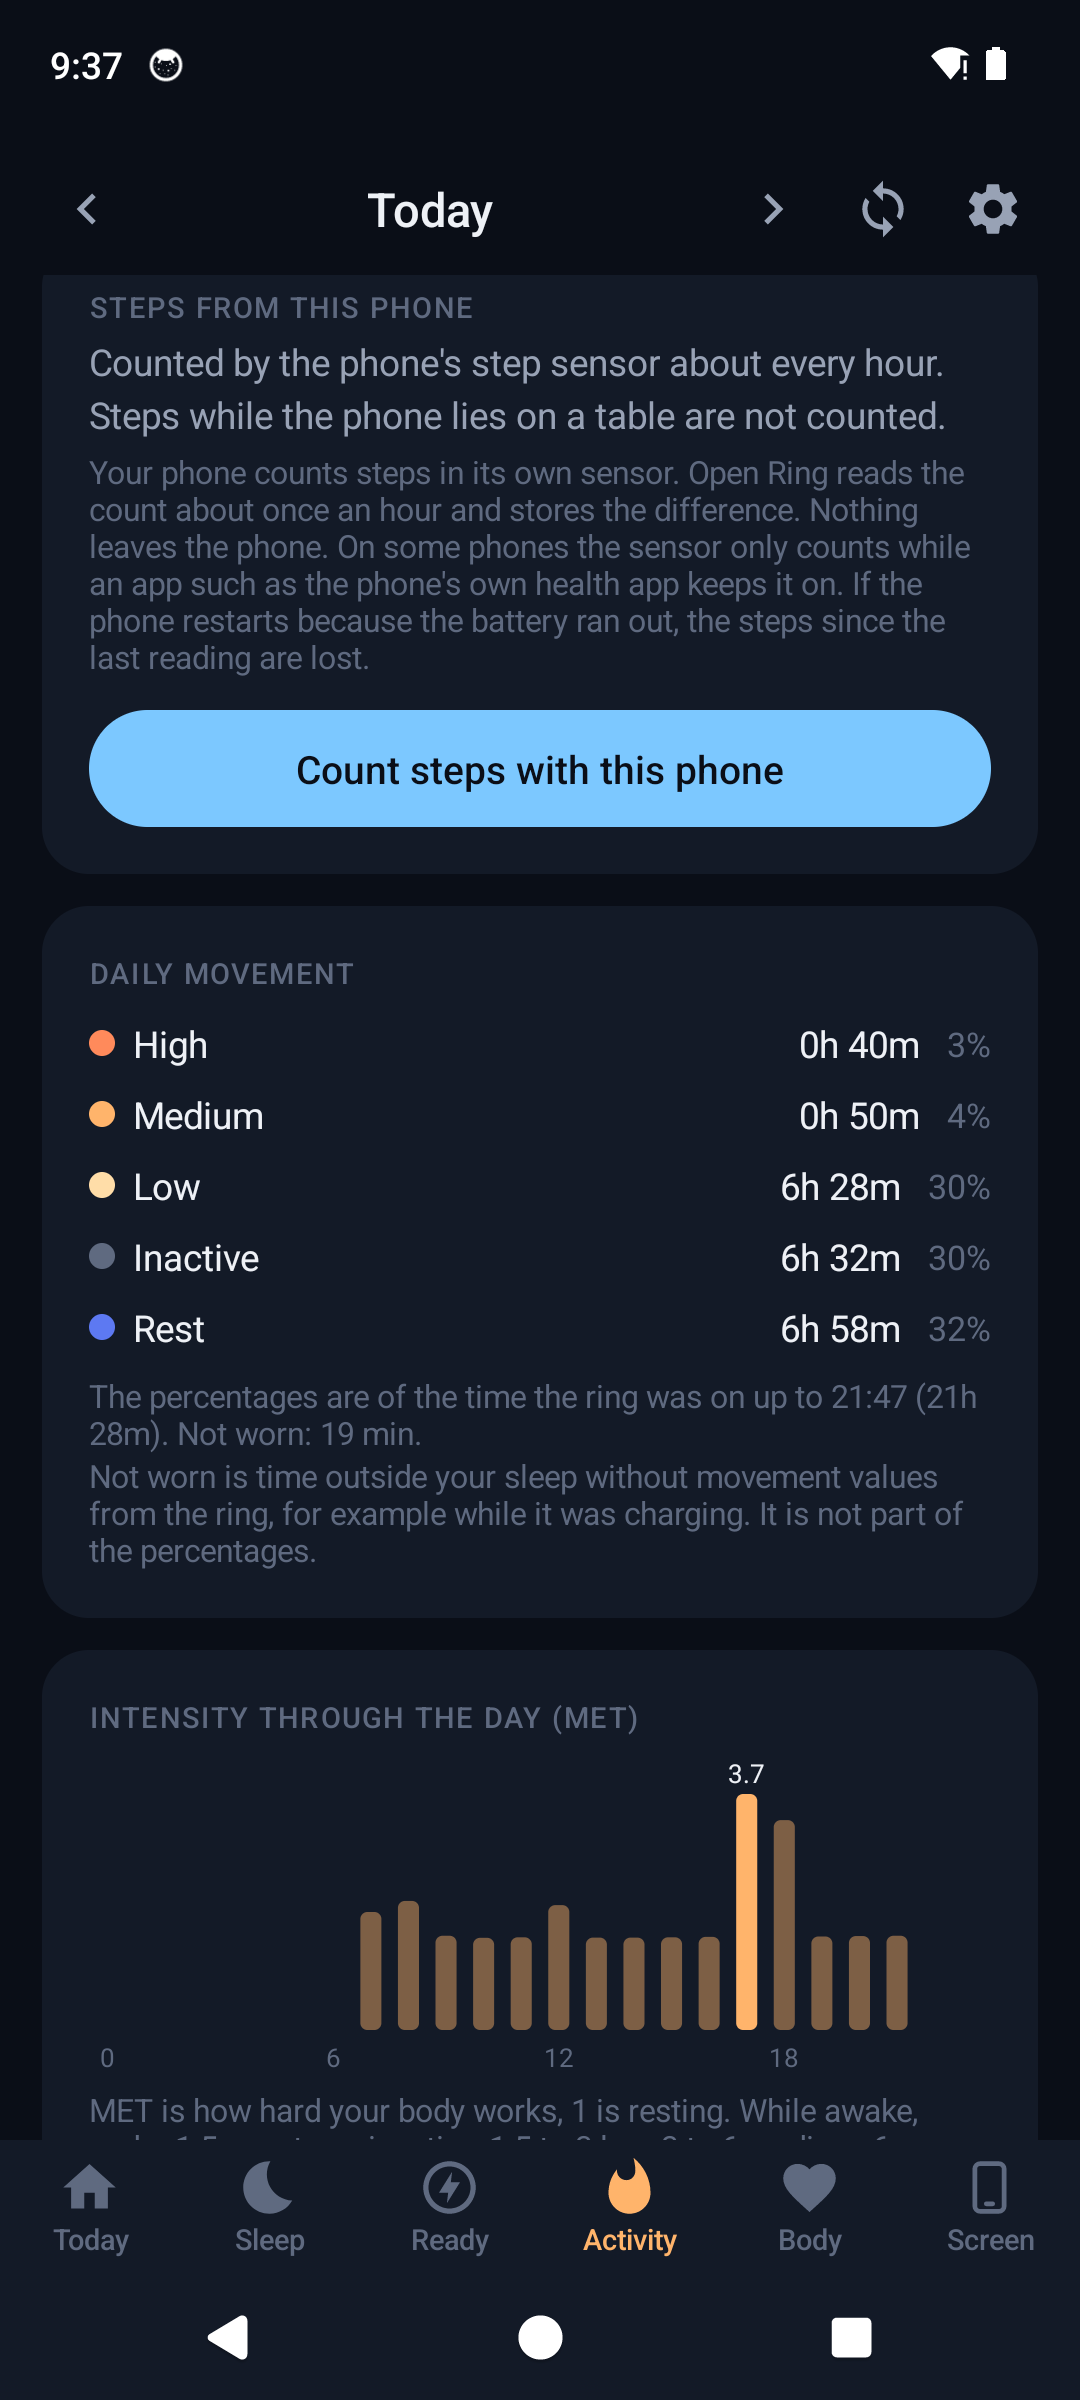 9:37
Today
STEPS FROM THIS PHONE
Counted by the phone's step sensor about every hour.
Steps while the phone lies on a table are not counted.
Your phone counts steps in its own sensor. Open Ring reads the
count about once an hour and stores the difference. Nothing
leaves the phone. On some phones the sensor only counts while
an app such as the phone's own health app keeps it on. If the
phone restarts because the battery ran out, the steps since the
last reading are lost.
Count steps with this phone
DAILY MOVEMENT
High 0h 40m 3%
Medium 0h 50m 4%
Low 6h 28m 30%
Inactive 6h 32m 30%
Rest 6h 58m 32%
The percentages are of the time the ring was on up to 21:47 (21h
28m). Not worn: 19 min.
Not worn is time outside your sleep without movement values
from the ring, for example while it was charging. It is not part of
the percentages.
INTENSITY THROUGH THE DAY (MET)
3.7
0 6 12 18
MET is how hard your body works, 1 is resting. While awake,
Today Sleep Ready Activity Body Screen